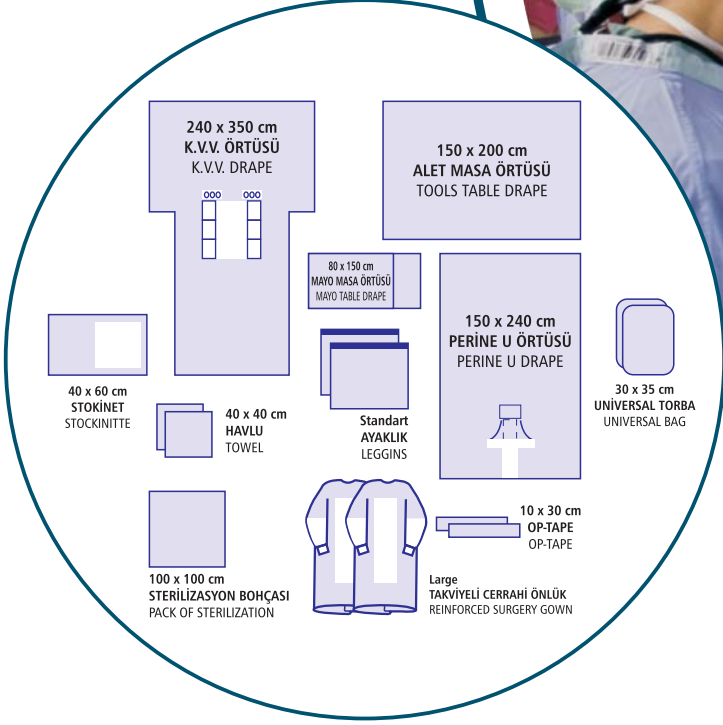 240 x 350 cm
K.V.V. ÖRTÜSÜ
K.V.V. DRAPE
150 x 200 cm
ALET MASA ÖRTÜSÜ
TOOLS TABLE DRAPE
80 x 150 cm
MAYO MASA ÖRTÜSÜ
MAYO TABLE DRAPE
150 x 240 cm
PERİNE U ÖRTÜSÜ
PERINE U DRAPE
40 x 60 cm
STOKİNET
STOCKINITTE
40 x 40 cm
HAVLU
TOWEL
Standart
AYAKLIK
LEGGINS
30 x 35 cm
UNİVERSAL TORBA
UNIVERSAL BAG
100 x 100 cm
STERİLİZASYON BOHÇASI
PACK OF STERILIZATION
Large
TAKVİYELİ CERRAHİ ÖNLÜK
REINFORCED SURGERY GOWN
10 x 30 cm
OP-TAPE
OP-TAPE